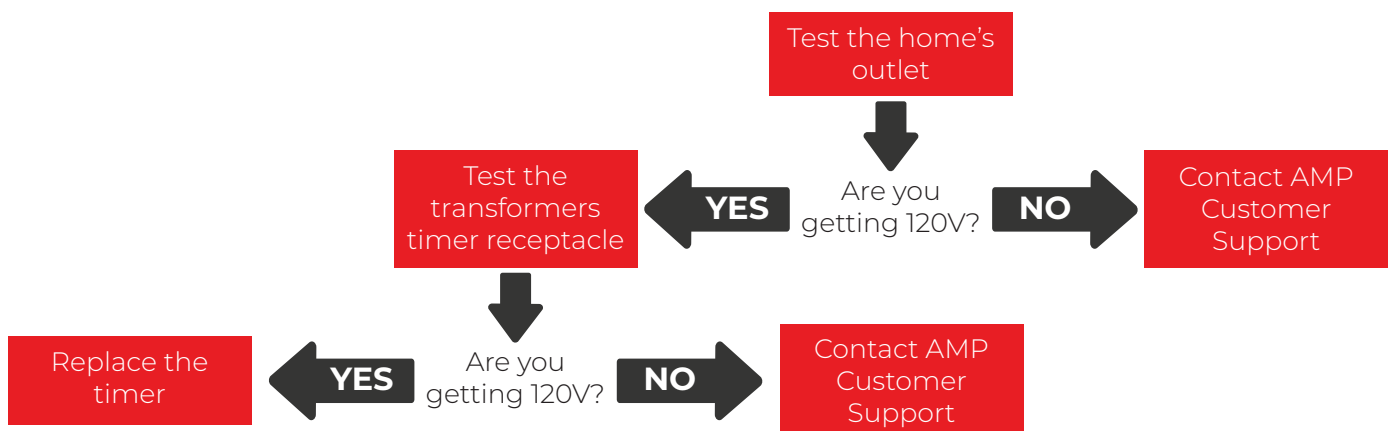 Test the home's
outlet
Test the
transformers
timer receptacle
YES
Are you
getting 120V?
NO
Contact AMP
Customer
Support
Replace the
timer
YES
Are you
getting 120V?
NO
Contact AMP
Customer
Support